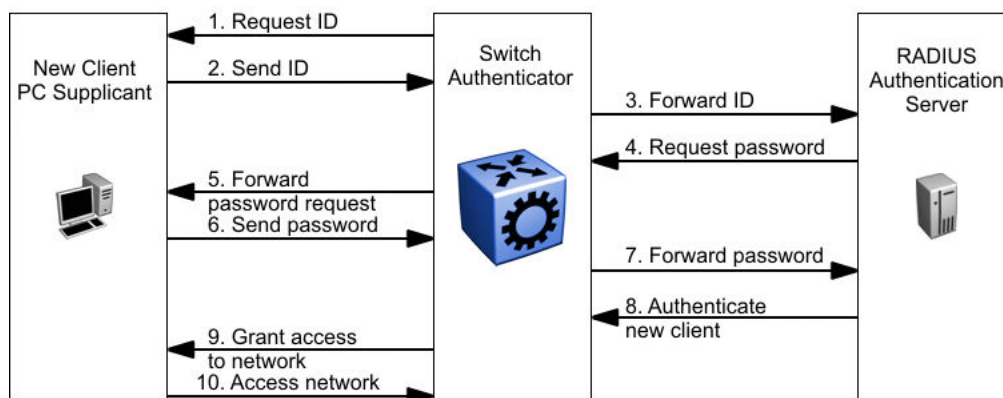 New Client
PC Supplicant
Switch
Authenticator
RADIUS
Authentication
Server
1. Request ID
2. Send ID
3. Forward ID
4. Request password
5. Forward
password request
6. Send password
7. Forward password
8. Authenticate
new client
9. Grant access
to network
10. Access network